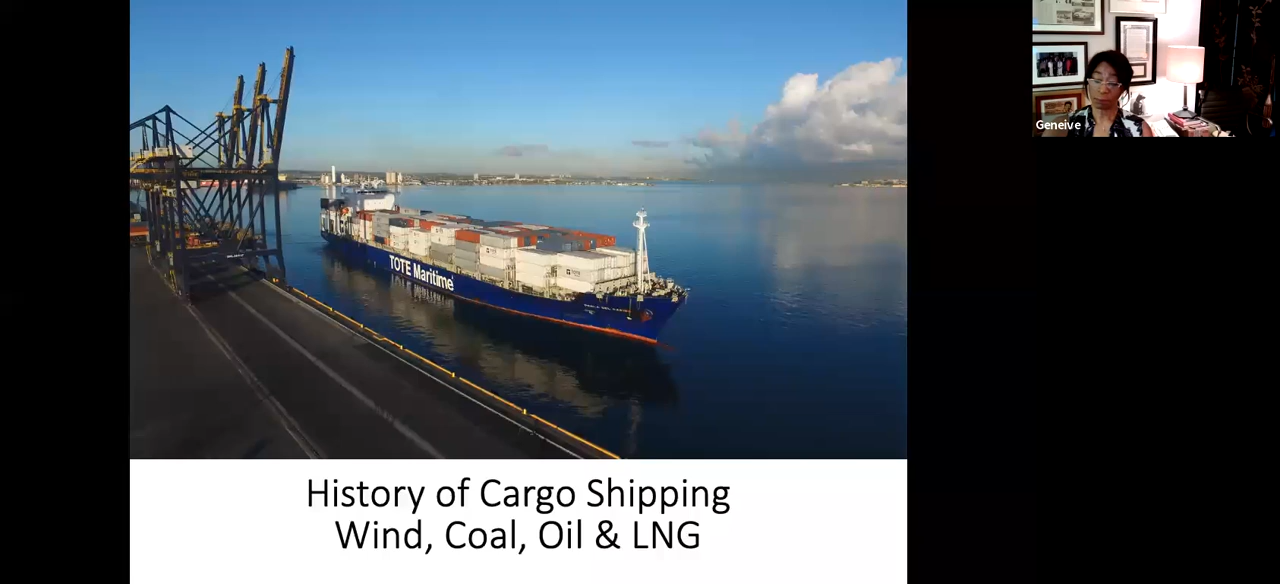 TOTE Maritime
History of Cargo Shipping
Wind, Coal, Oil & LNG
Geneive